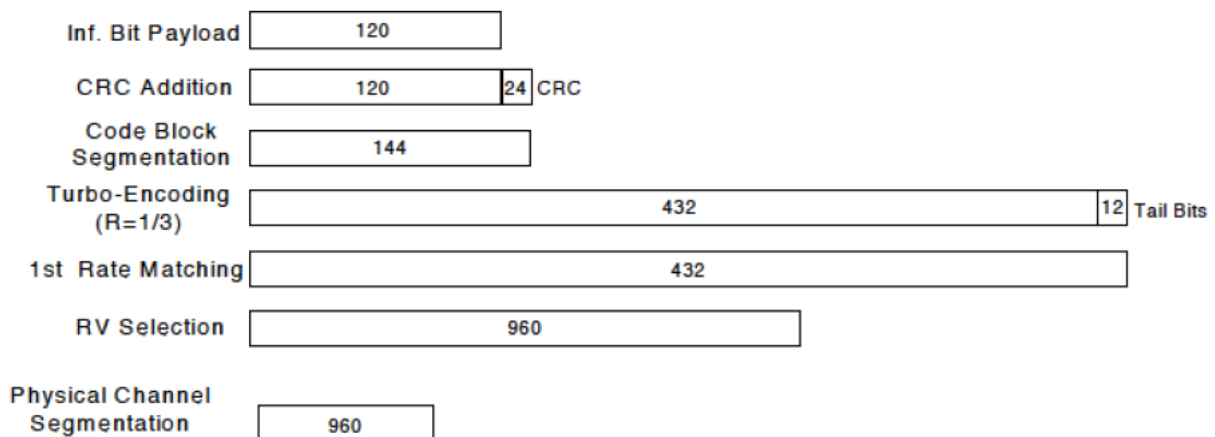 Inf. Bit Payload 120
CRC Addition 120 24 CRC
Code Block
Segmentation 144
Turbo-Encoding
(R=1/3) 432 12 Tail Bits
1st Rate Matching 432
RV Selection 960
Physical Channel
Segmentation 960